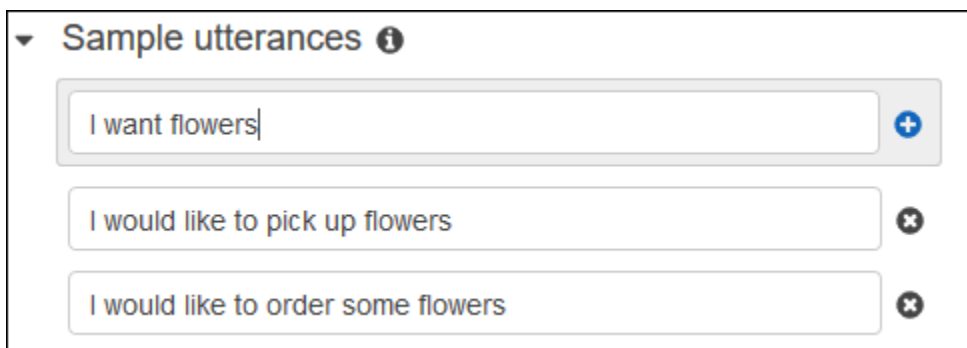 Sample utterances
I want flowers
I would like to pick up flowers
I would like to order some flowers